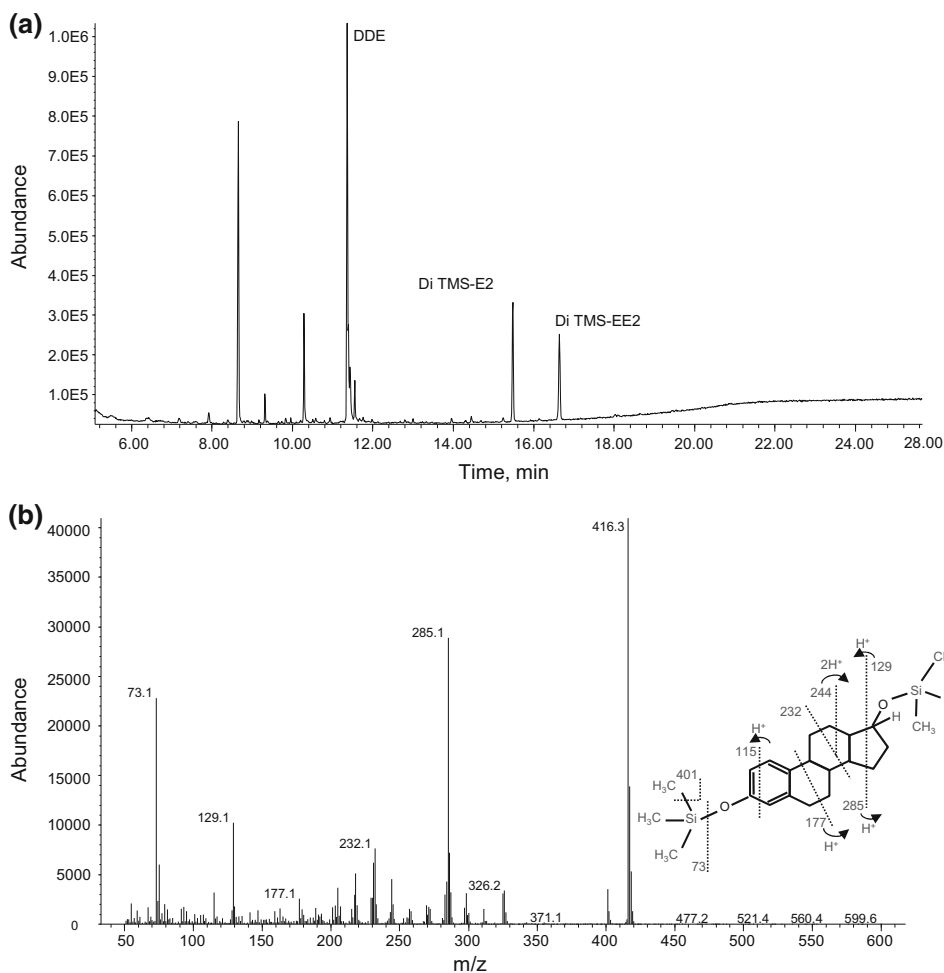 (a)
DDE
Di TMS-E2
Di TMS-EE2
Abundance
1.0E6
9.0E5
8.0E5
7.0E5
6.0E5
5.0E5
4.0E5
3.0E5
2.0E5
1.0E5
6.00 8.00 10.00 12.00 14.00 16.00 18.00 20.00 22.00 24.00 26.00 28.00
Time, min
(b)
Abundance
40000
35000
30000
25000
20000
15000
10000
5000
0
416.3
285.1
73.1
129.1
232.1
177.1
326.2
371.1
477.2 521.4 560.4 599.6
50 100 150 200 250 300 350 400 450 500 550 600
m/z
H+
129
2H+
244
232
Si
CH3
O
H
H+
115
401
H3C
H3C
Si
O
H3C
73
177
H+
285
H+